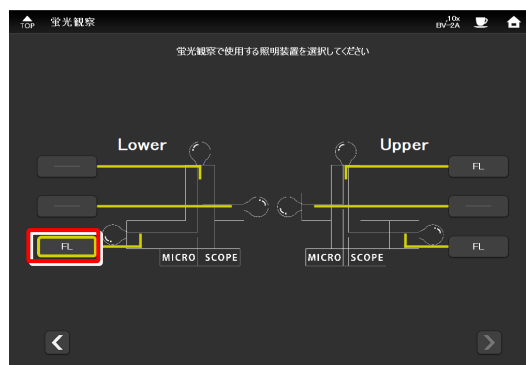 TOP 蛍光観察 10x BV-2A
蛍光観察で使用する照明装置を選択してください
Lower Upper
FL
FL FL
MICRO SCOPE MICRO SCOPE